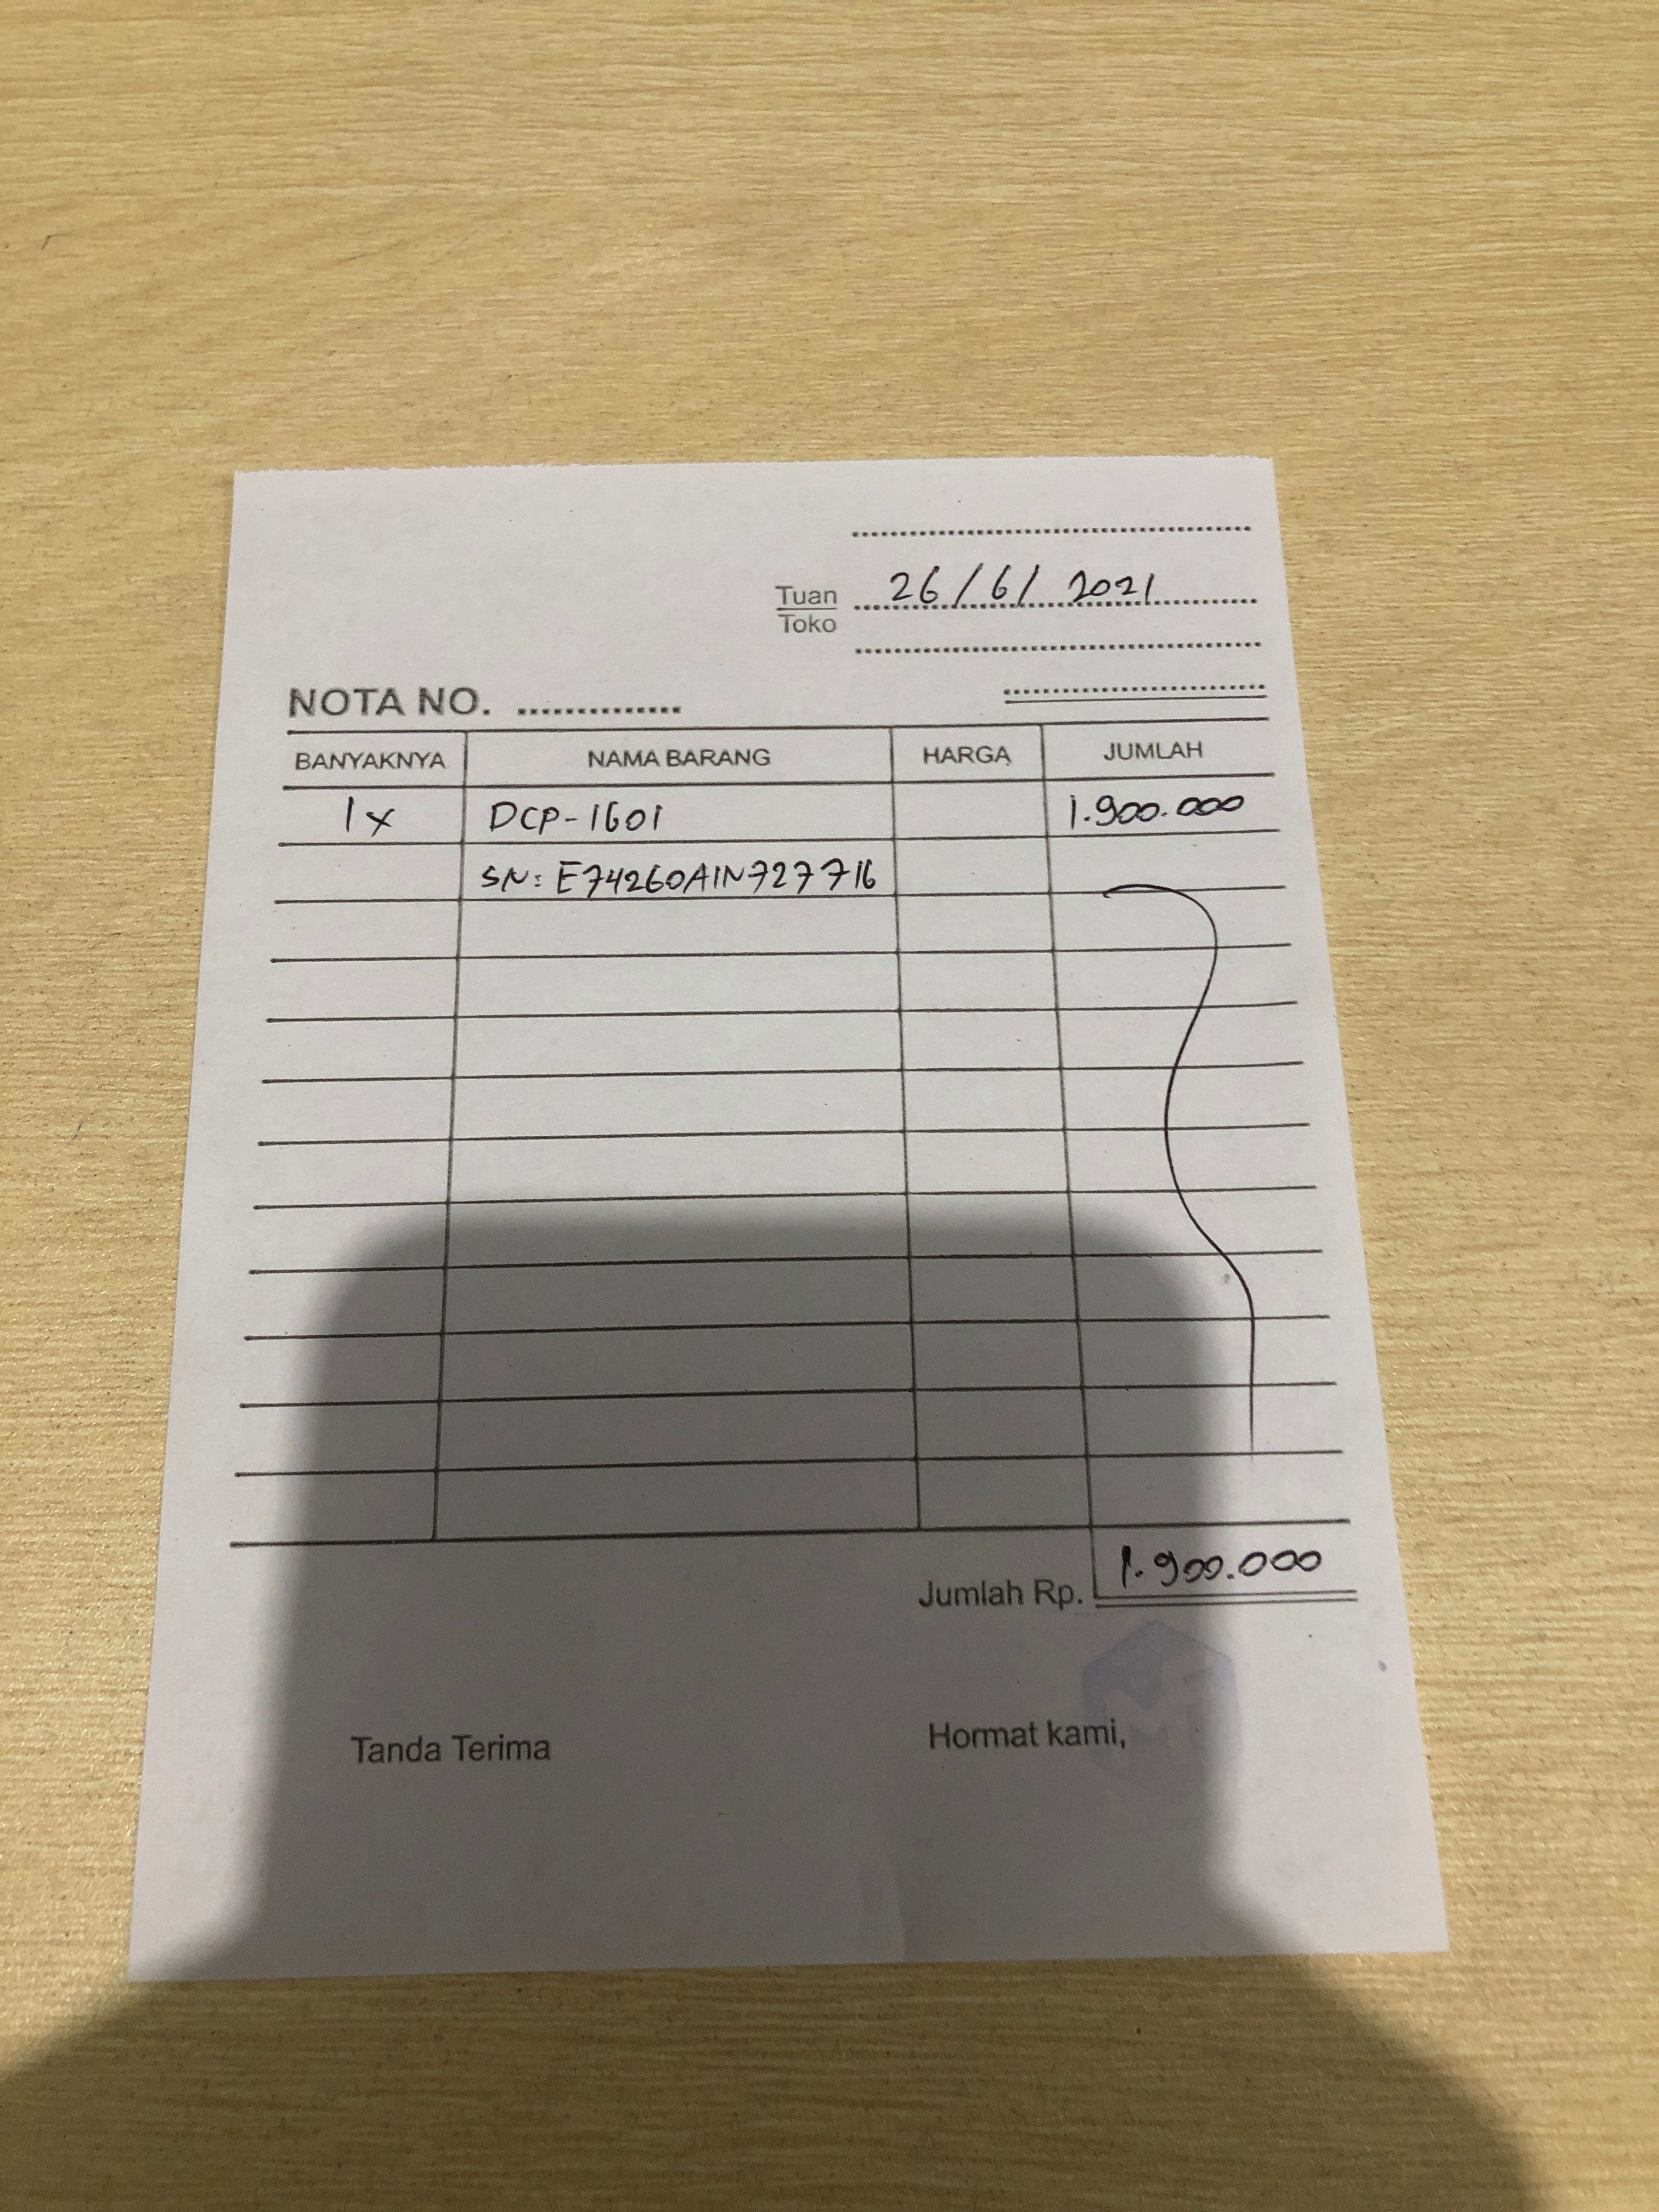 Tuan 26/6/2021
Toko
NOTA NO. ..............
BANYAKNYA NAMA BARANG HARGA JUMLAH
1x DCP-1601 1.900.000
SN: E74260A1N727716
Jumlah Rp. 1.900.000
Tanda Terima Hormat kami,